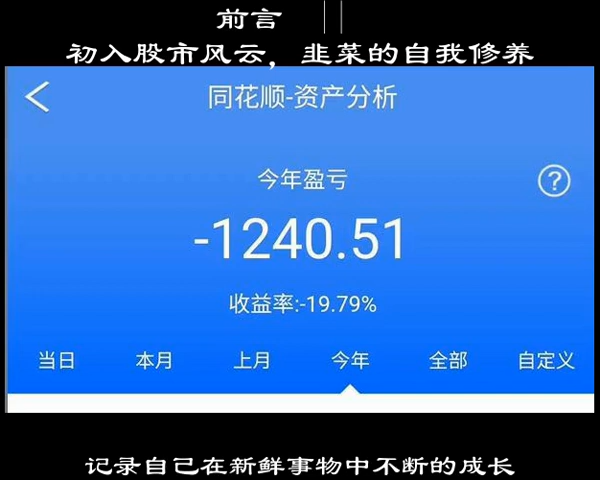 前言
初入股市风云，韭菜的自我修养
同花顺-资产分析
今年盈亏
?
-1240.51
收益率:-19.79%
当日 本月 上月 今年 全部 自定义
记录自己在新鲜事物中不断的成长